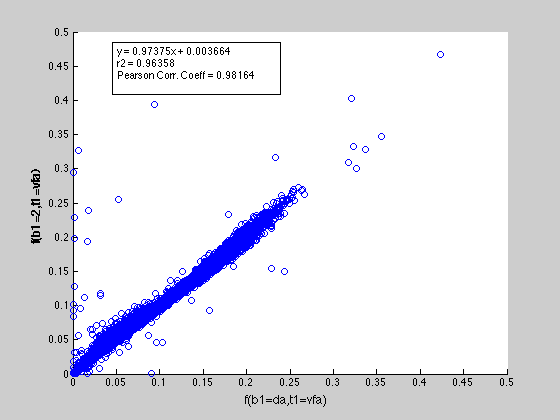 0.5
y = 0.97375x + 0.003664
r2 = 0.96358
Pearson Corr. Coeff = 0.98164
0.45
0.4
0.35
0.3
0.25
0.2
0.15
0.1
0.05
0
f(b1=2,t1=vfa)
0 0.05 0.1 0.15 0.2 0.25 0.3 0.35 0.4 0.45 0.5
f(b1=da,t1=vfa)